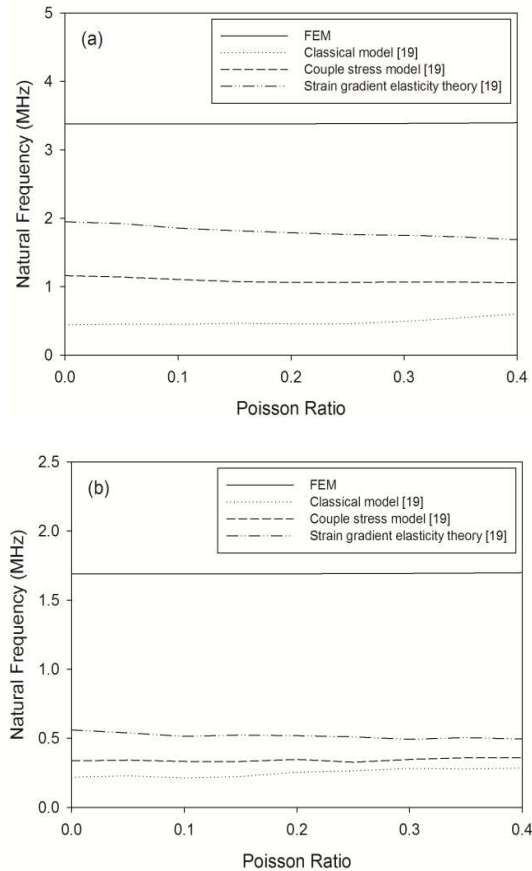 (a)
FEM
Classical model [19]
Couple stress model [19]
Strain gradient elasticity theory [19]
Natural Frequency (MHz)
5
4
3
2
1
0
0.0 0.1 0.2 0.3 0.4
Poisson Ratio
(b)
FEM
Classical model [19]
Couple stress model [19]
Strain gradient elasticity theory [19]
Natural Frequency (MHz)
2.5
2.0
1.5
1.0
0.5
0.0
0.0 0.1 0.2 0.3 0.4
Poisson Ratio